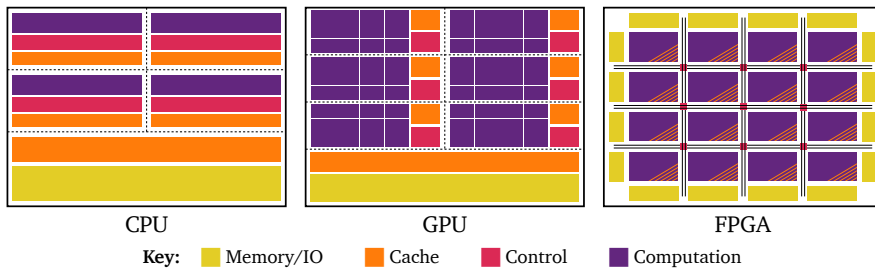 CPU GPU FPGA
Key: Memory/IO Cache Control Computation